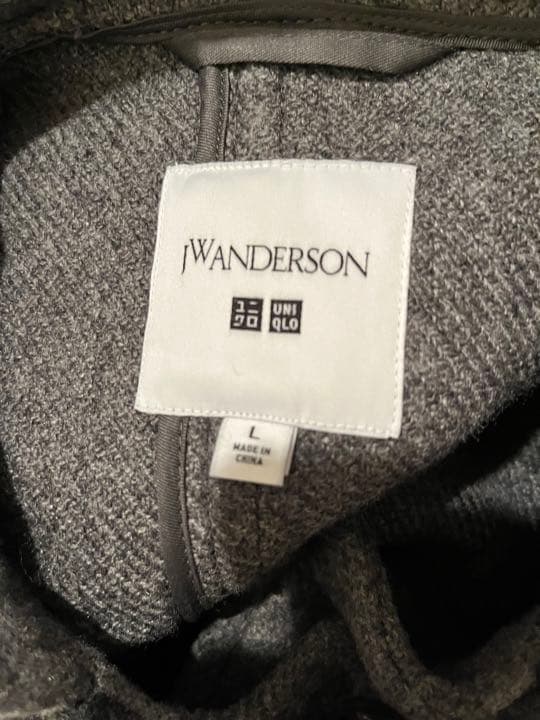 JWANDERSON
ユニ UNI
クロ QLO
L
MADE IN
CHINA